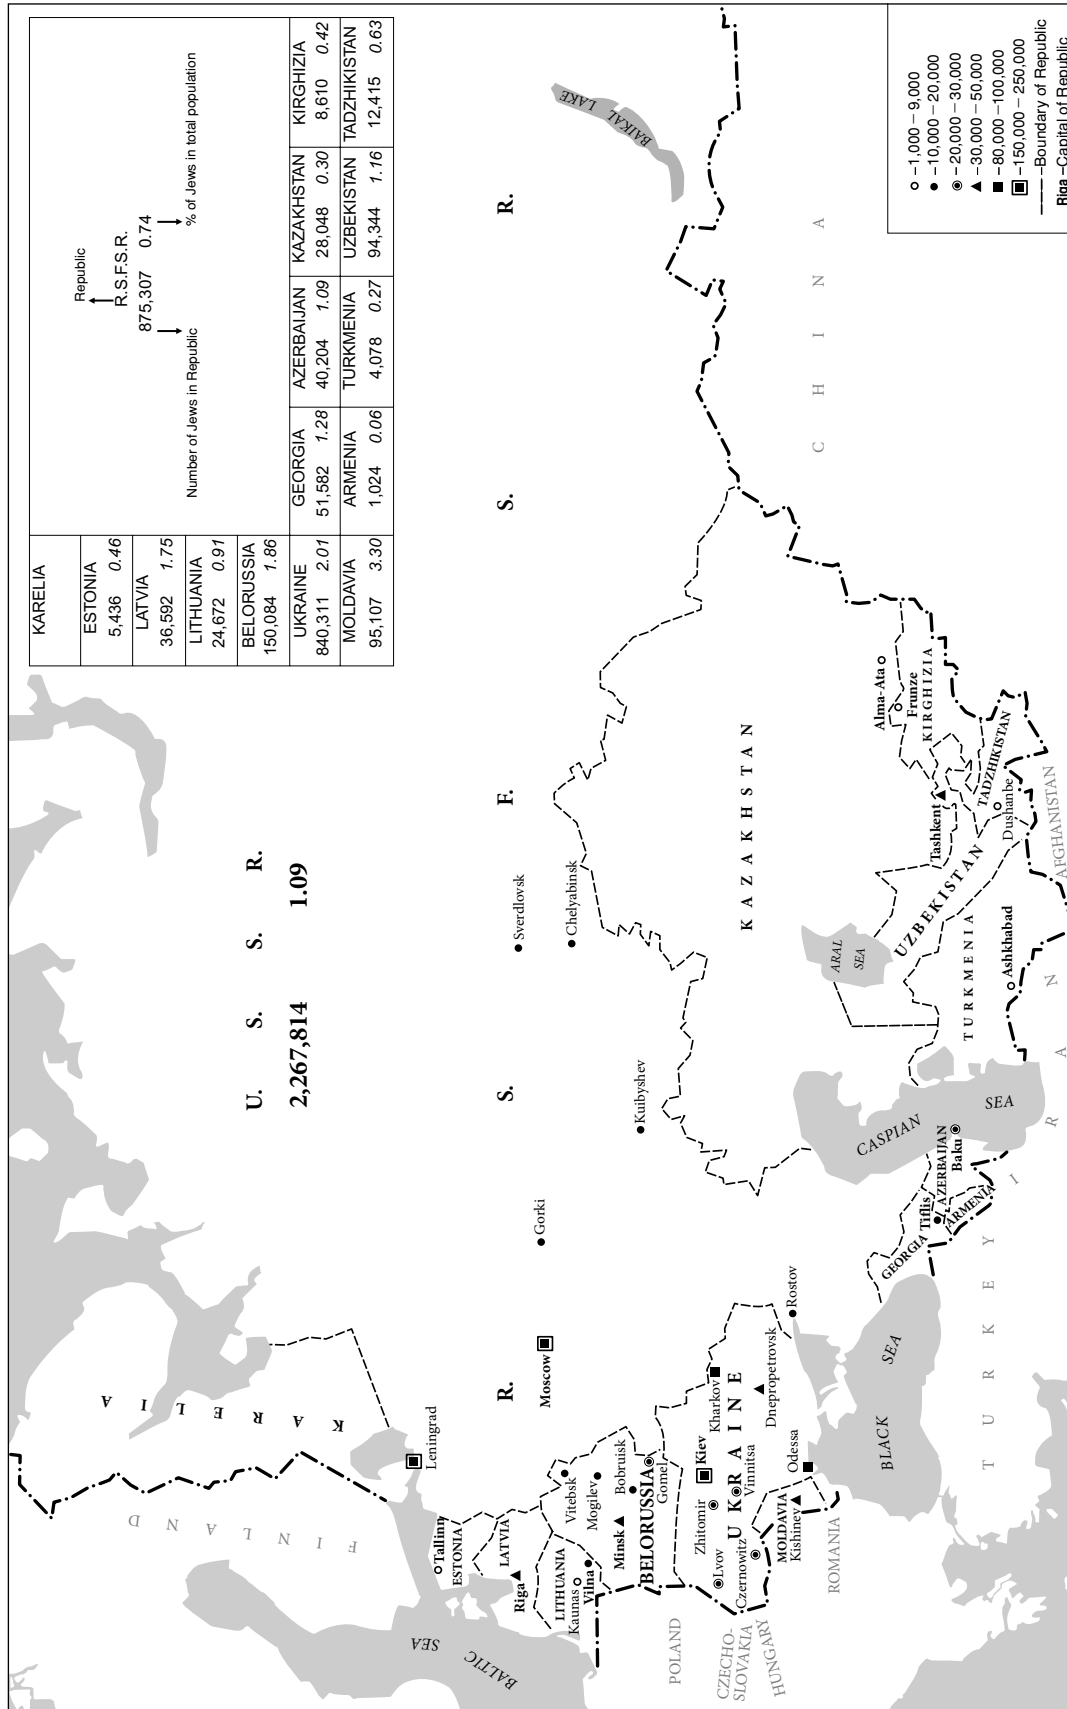 KARELIA
ESTONIA
5,436 0.46
LATVIA
36,592 1.75
LITHUANIA
24,672 0.91
BELORUSSIA
150,084 1.86
UKRAINE
840,311 2.01
MOLDAVIA
95,107 3.30
Republic
R.S.F.S.R.
875,307 0.74
Number of Jews in Republic
% of Jews in total population
GEORGIA
51,582 1.28
AZERBAIJAN
40,204 1.09
KAZAKHSTAN
28,048 0.30
KIRGHIZIA
8,610 0.42
ARMENIA
1,024 0.06
TURKMENIA
4,078 0.27
UZBEKISTAN
94,344 1.16
TADZHIKISTAN
12,415 0.63
U. S. S. R.
2,267,814 1.09
R. S. F. S. R.
KARELIA
FINLAND
Leningrad
Tallinn
ESTONIA
Riga
LATVIA
LITHUANIA
Kaunas
Vilna
BALTIC
SEA
Vitebsk
Mogilev
Minsk
Bobruisk
BELORUSSIA
Gomel
Moscow
Gorki
Kuibyshev
Sverdlovsk
Chelyabinsk
BAIKAL LAKE
POLAND
CZECHO-
SLOVAKIA
HUNGARY
ROMANIA
Lvov
Zhitomir
Kiev
Kharkov
UKRAINE
Vinnitsa
Czernowitz
Dnepropetrovsk
MOLDAVIA
Kishinev
Odessa
Rostov
BLACK
SEA
TURKEY
GEORGIA
Tiflis
ARMENIA
AZERBAIJAN
Baku
CASPIAN
SEA
IRAN
KAZAKHSTAN
ARAL
SEA
UZBEKISTAN
Tashkent
TURKMENIA
Ashkhabad
Alma-Ata
Frunze
KIRGHIZIA
TADZHIKISTAN
Dushanbe
AFGHANISTAN
CHINA
–1,000 – 9,000
–10,000 – 20,000
–20,000 – 30,000
–30,000 – 50,000
–80,000 –100,000
–150,000 – 250,000
–Boundary of Republic
Riga –Capital of Republic